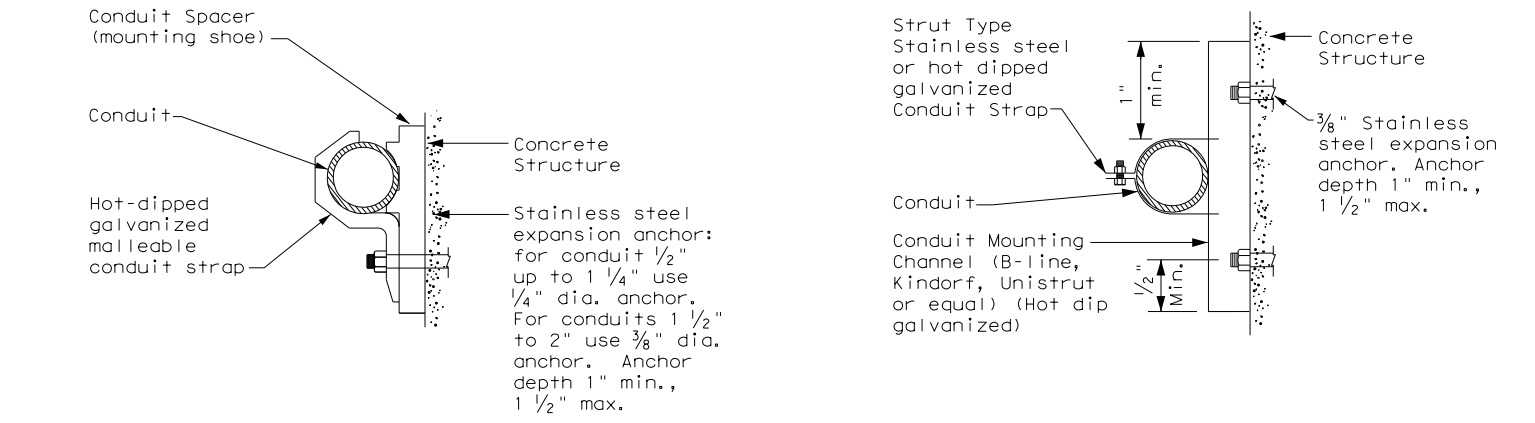 Conduit Spacer
(mounting shoe)
Conduit
Hot-dipped
galvanized
malleable
conduit strap
Concrete
Structure
Stainless steel
expansion anchor:
for conduit 1/2"
up to 1 1/4" use
1/4" dia. anchor.
For conduits 1 1/2"
to 2" use 3/8" dia.
anchor. Anchor
depth 1" min.,
1 1/2" max.
Strut Type
Stainless steel
or hot dipped
galvanized
Conduit Strap
Conduit
Conduit Mounting
Channel (B-line,
Kindorf, Unistrut
or equal) (Hot dip
galvanized)
1"
min.
1/2"
Min.
Concrete
Structure
3/8" Stainless
steel expansion
anchor. Anchor
depth 1" min.,
1 1/2" max.